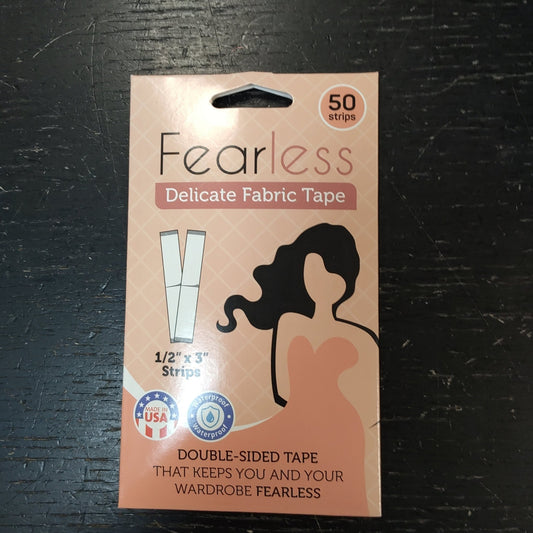 50
strips
Fearless
Delicate Fabric Tape
1/2" x 3"
Strips
MADE IN
USA
Waterproof
Waterproof
DOUBLE-SIDED TAPE
THAT KEEPS YOU AND YOUR
WARDROBE FEARLESS